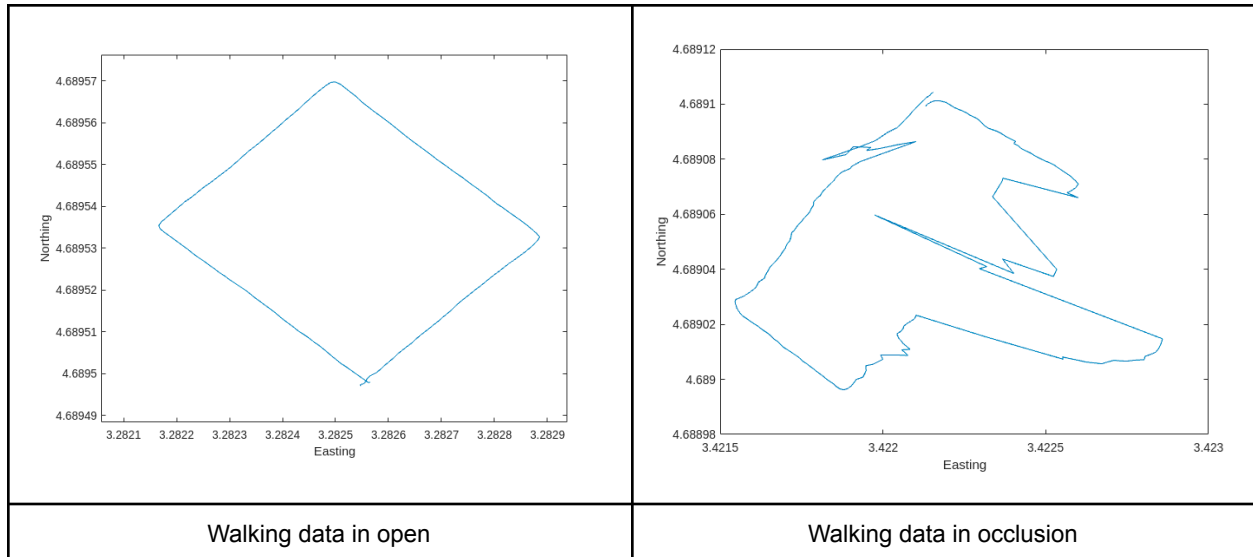 4.68957
4.68956
4.68955
4.68954
4.68953
4.68952
4.68951
4.6895
4.68949
Northing
3.2821 3.2822 3.2823 3.2824 3.2825 3.2826 3.2827 3.2828 3.2829
Easting
4.68912
4.6891
4.68908
4.68906
4.68904
4.68902
4.689
4.68898
Northing
3.4215 3.422 3.4225 3.423
Easting
Walking data in open
Walking data in occlusion